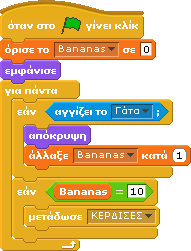 όταν στο γίνει κλίκ
όρισε το Bananas σε 0
εμφάνισε
για πάντα
εάν αγγίζει το Γάτα ;
απόκρυψη
άλλαξε Bananas κατά 1
εάν Bananas = 10
μετάδωσε ΚΕΡΔΙΣΕΣ